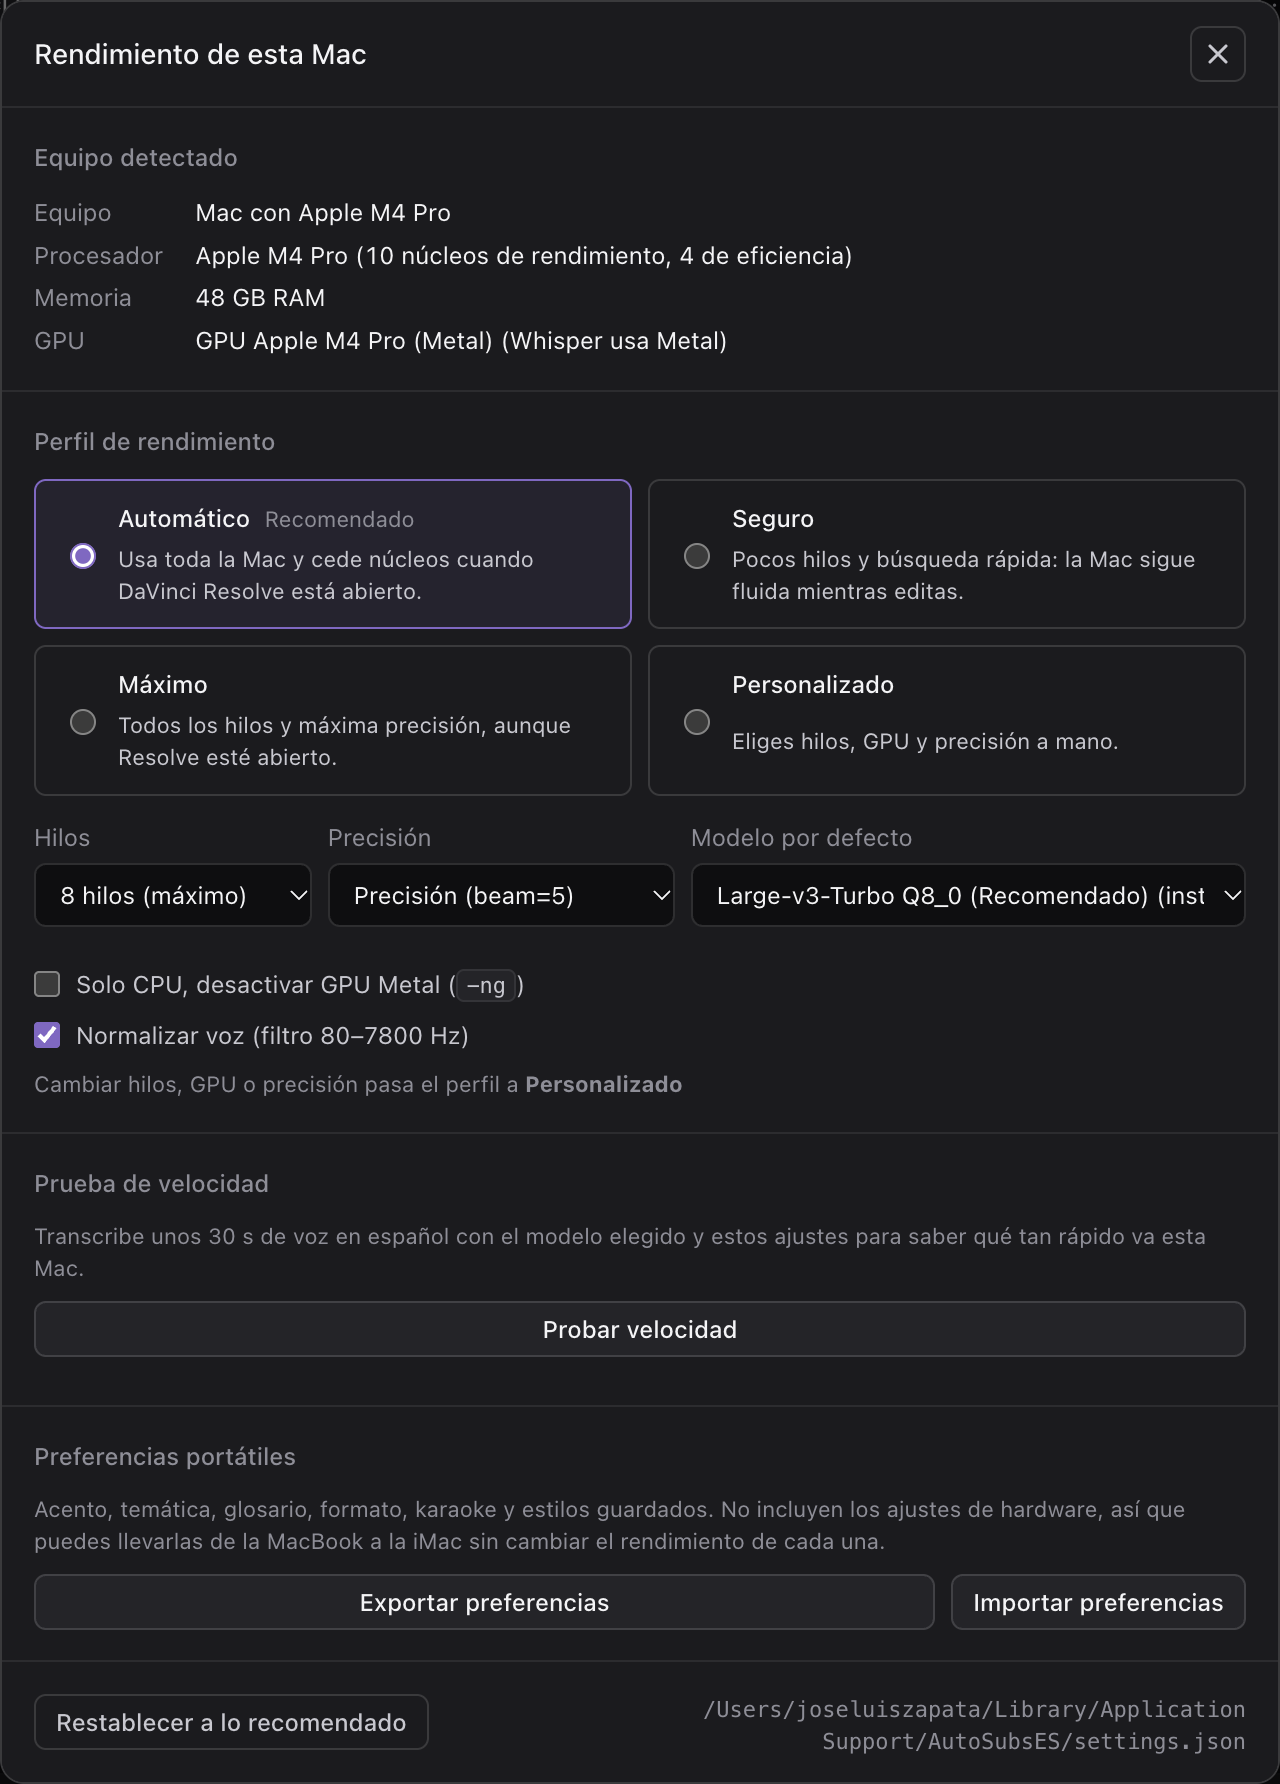 Rendimiento de esta Mac
Equipo detectado
Equipo Mac con Apple M4 Pro
Procesador Apple M4 Pro (10 núcleos de rendimiento, 4 de eficiencia)
Memoria 48 GB RAM
GPU GPU Apple M4 Pro (Metal) (Whisper usa Metal)
Perfil de rendimiento
Automático Recomendado
Usa toda la Mac y cede núcleos cuando
DaVinci Resolve está abierto.
Seguro
Pocos hilos y búsqueda rápida: la Mac sigue
fluida mientras editas.
Máximo
Todos los hilos y máxima precisión, aunque
Resolve esté abierto.
Personalizado
Eliges hilos, GPU y precisión a mano.
Hilos
8 hilos (máximo)
Precisión
Precisión (beam=5)
Modelo por defecto
Large-v3-Turbo Q8_0 (Recomendado) (inst
Solo CPU, desactivar GPU Metal (–ng)
Normalizar voz (filtro 80–7800 Hz)
Cambiar hilos, GPU o precisión pasa el perfil a Personalizado
Prueba de velocidad
Transcribe unos 30 s de voz en español con el modelo elegido y estos ajustes para saber qué tan rápido va esta
Mac.
Probar velocidad
Preferencias portátiles
Acento, temática, glosario, formato, karaoke y estilos guardados. No incluyen los ajustes de hardware, así que
puedes llevarlas de la MacBook a la iMac sin cambiar el rendimiento de cada una.
Exportar preferencias
Importar preferencias
Restablecer a lo recomendado
/Users/joseluiszapata/Library/Application
Support/AutoSubsES/settings.json